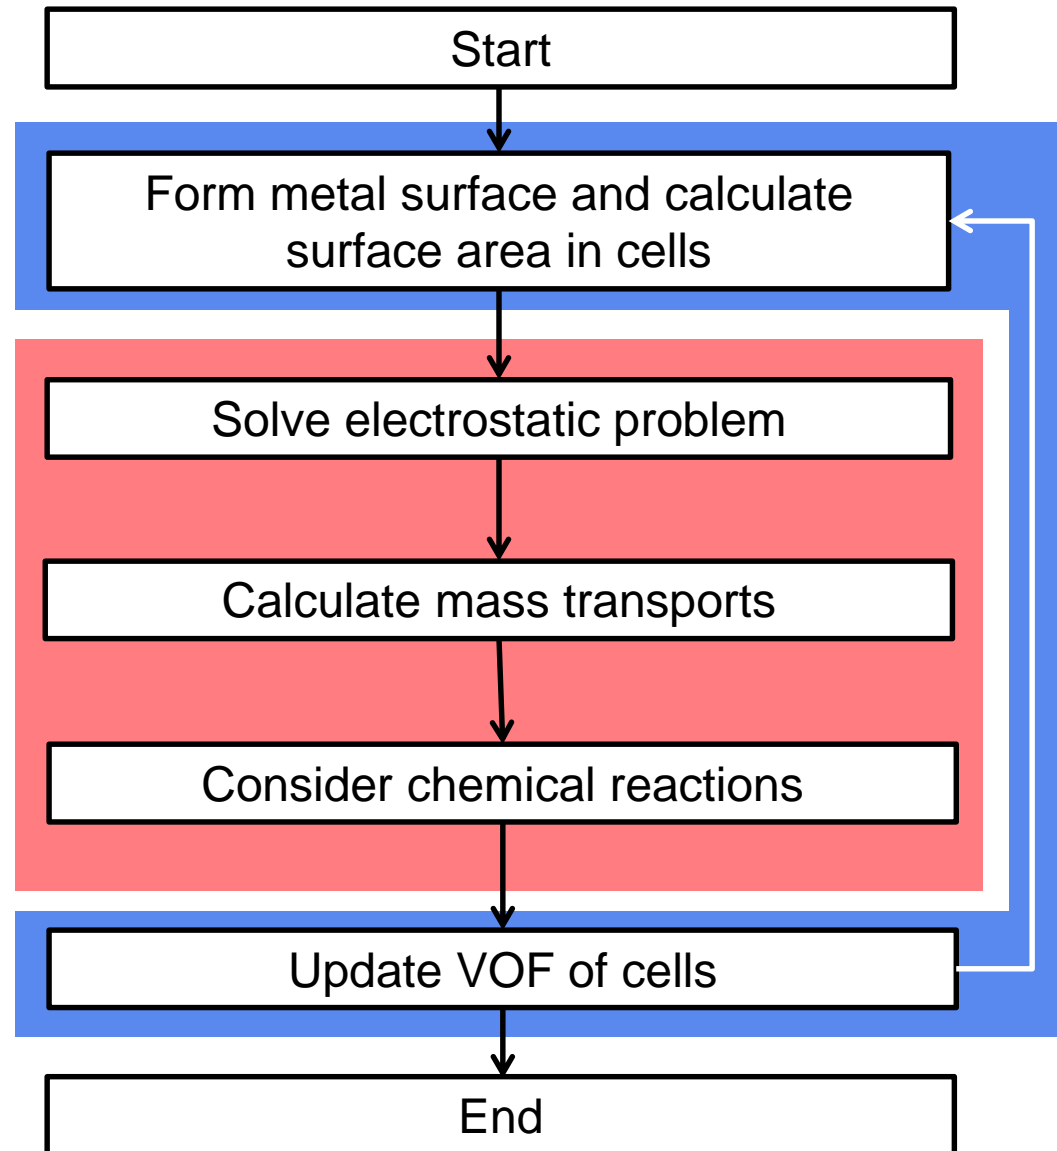 Start
Form metal surface and calculate
surface area in cells
Solve electrostatic problem
Calculate mass transports
Consider chemical reactions
Update VOF of cells
End